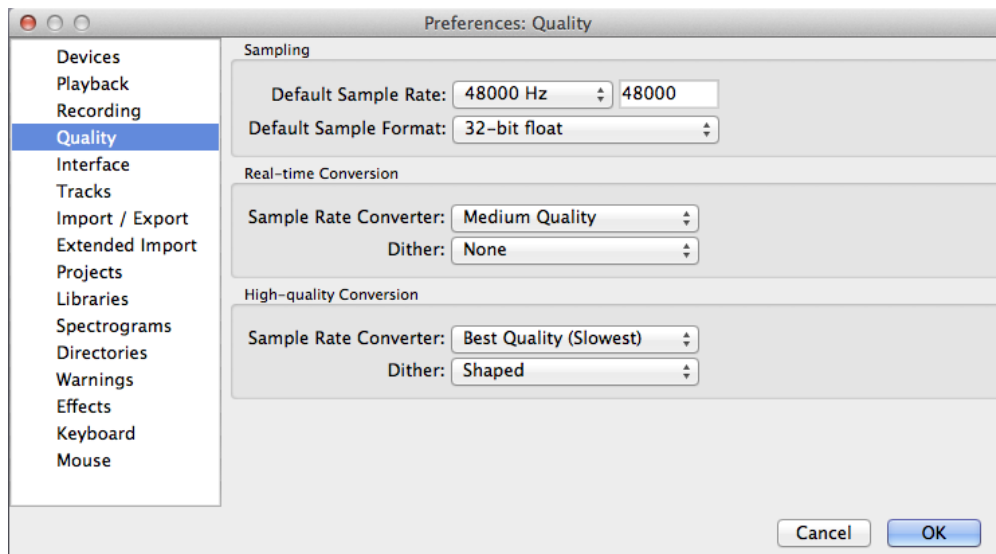 Preferences: Quality
Devices
Playback
Recording
Quality
Interface
Tracks
Import / Export
Extended Import
Projects
Libraries
Spectrograms
Directories
Warnings
Effects
Keyboard
Mouse
Sampling
Default Sample Rate: 48000 Hz 48000
Default Sample Format: 32-bit float
Real-time Conversion
Sample Rate Converter: Medium Quality
Dither: None
High-quality Conversion
Sample Rate Converter: Best Quality (Slowest)
Dither: Shaped
Cancel OK